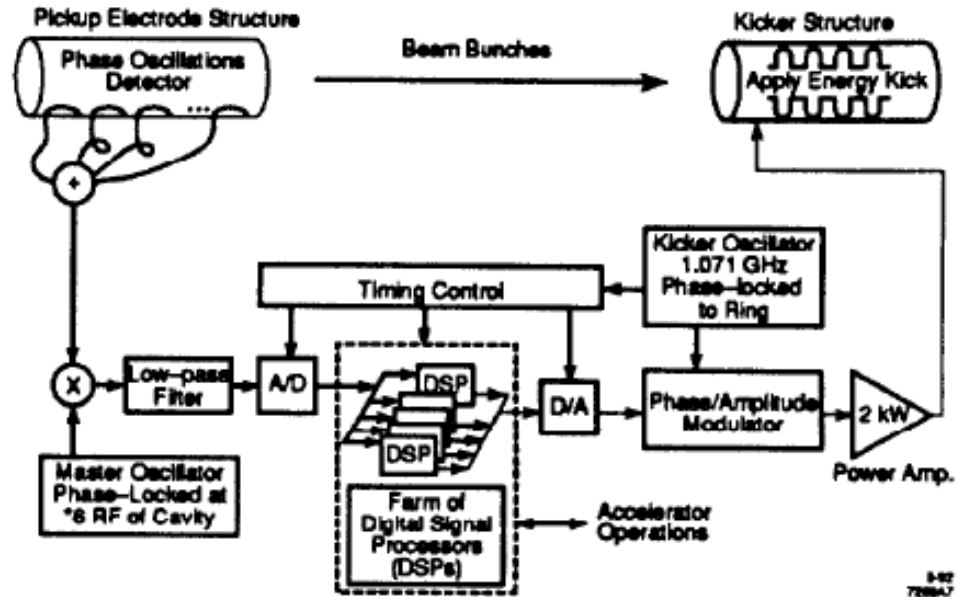 Pickup Electrode Structure
Phase Oscillations
Detector
...
+
Beam Bunches
Kicker Structure
Apply Energy Kick
Kicker Oscillator
1.071 GHz
Phase-locked
to Ring
Timing Control
X
Low-pass
Filter
A/D
DSP
DSP
D/A
Phase/Amplitude
Modulator
2 kW
Power Amp.
Master Oscillator
Phase-Locked at
*6 RF of Cavity
Farm of
Digital Signal
Processors
(DSPs)
Accelerator
Operations